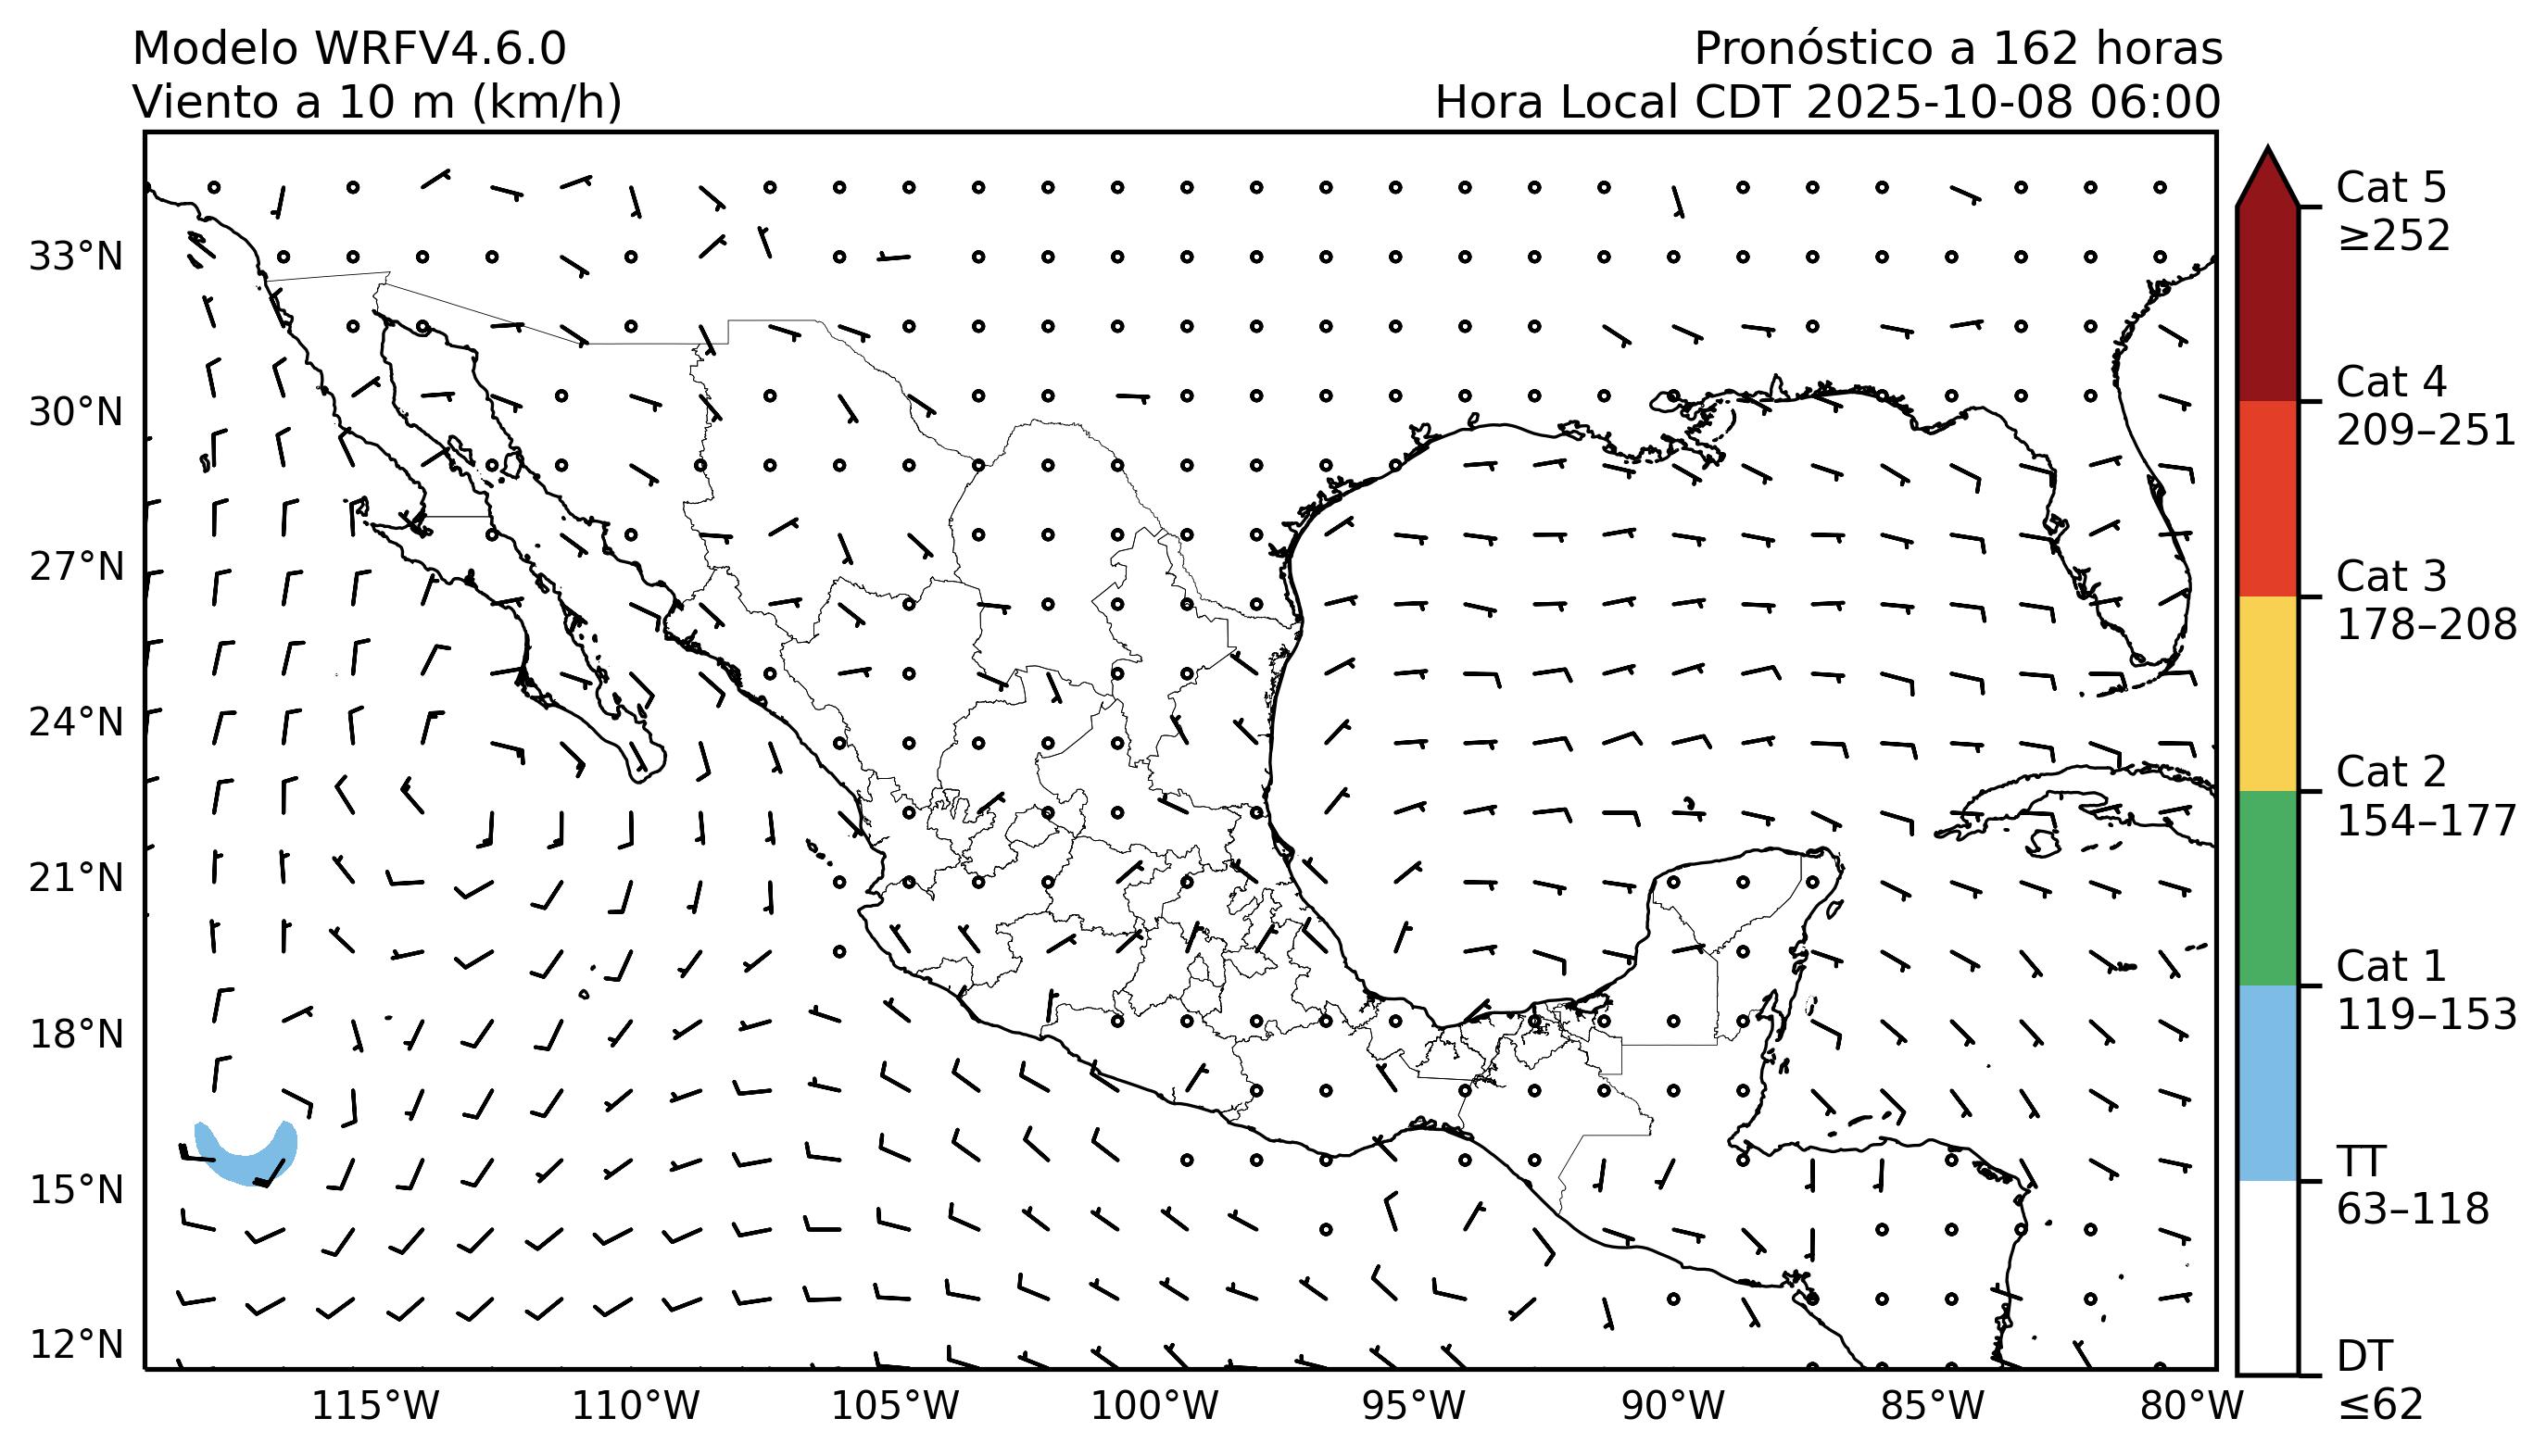 Modelo WRFV4.6.0
Viento a 10 m (km/h)
Pronóstico a 162 horas
Hora Local CDT 2025-10-08 06:00
33°N
30°N
27°N
24°N
21°N
18°N
15°N
12°N
115°W
110°W
105°W
100°W
95°W
90°W
85°W
80°W
Cat 5
≥252
Cat 4
209–251
Cat 3
178–208
Cat 2
154–177
Cat 1
119–153
TT
63–118
DT
≤62